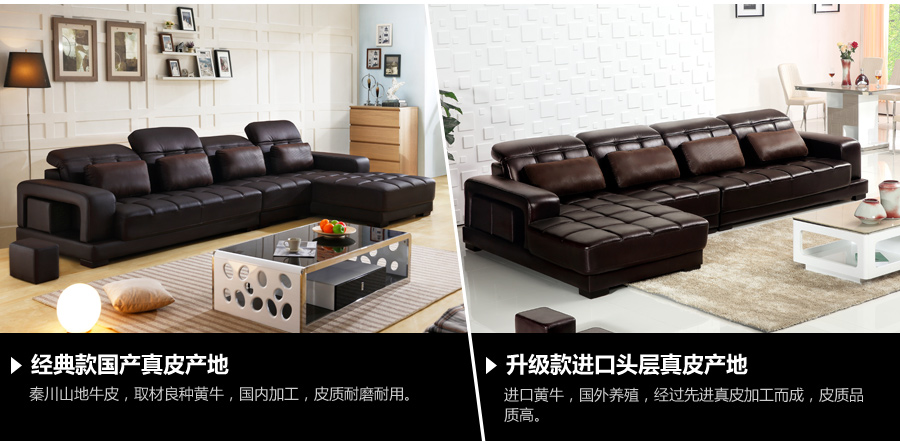 经典款国产真皮产地
秦川山地牛皮，取材良种黄牛，国内加工，皮质耐磨耐用。
升级款进口头层真皮产地
进口黄牛，国外养殖，经过先进真皮加工而成，皮质品
质高。